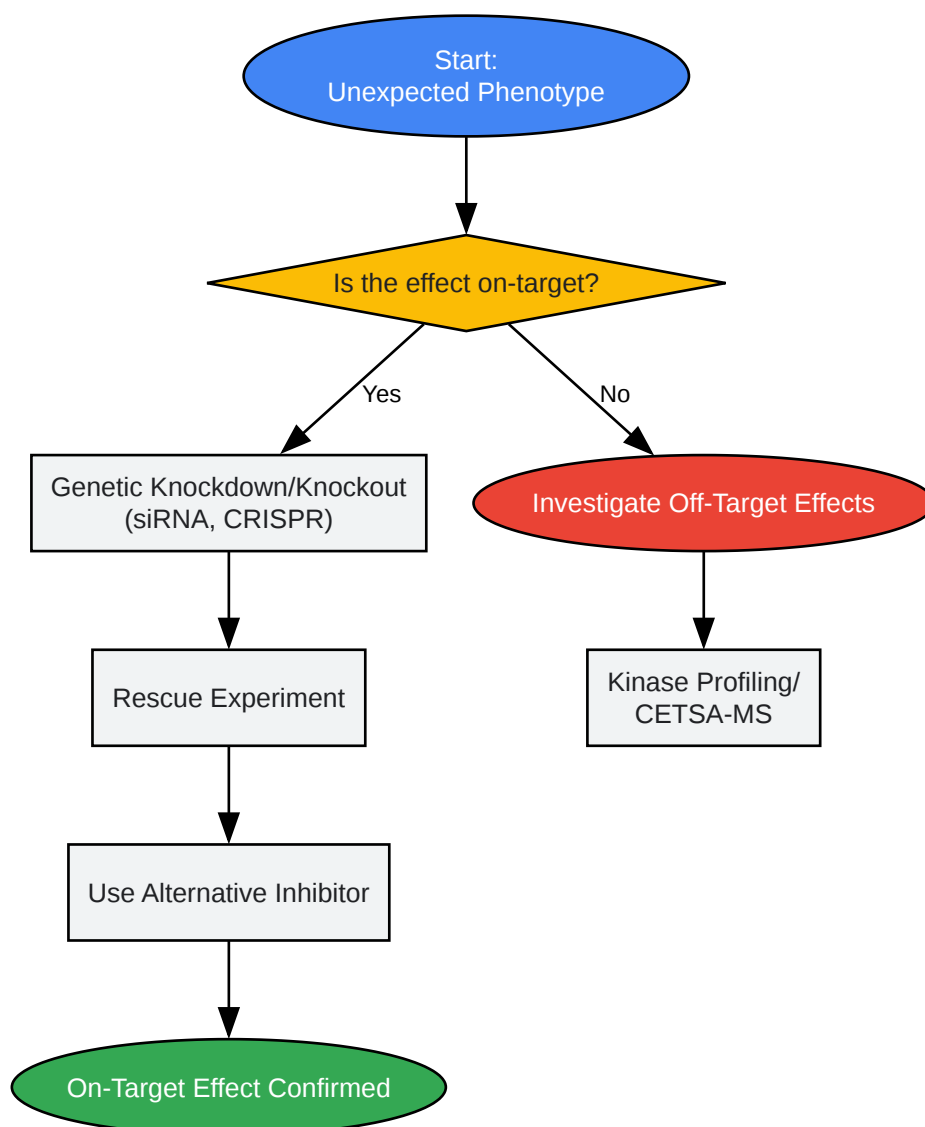 Start:
Unexpected Phenotype
Is the effect on-target?
Yes
No
Genetic Knockdown/Knockout
(siRNA, CRISPR)
Investigate Off-Target Effects
Rescue Experiment
Kinase Profiling/
CETSA-MS
Use Alternative Inhibitor
On-Target Effect Confirmed